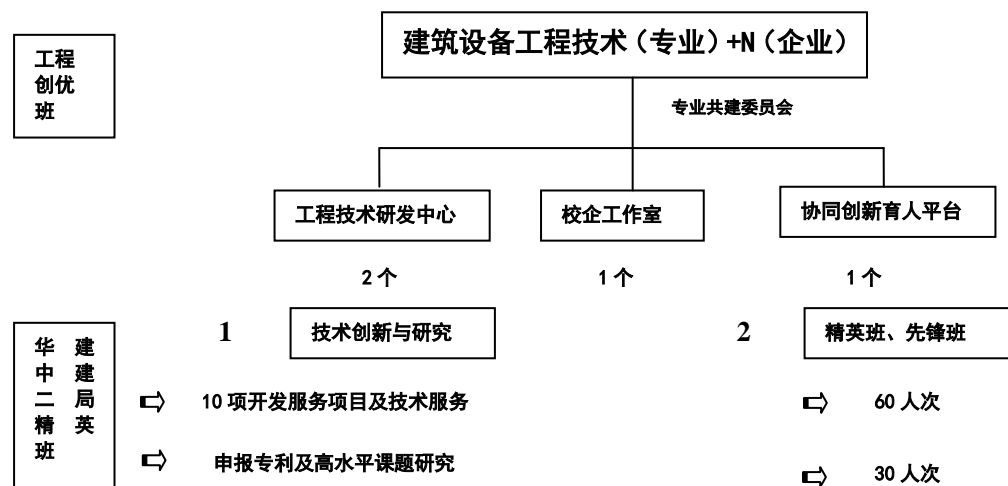 建筑设备工程技术（专业）+N（企业）
工程
创优
班
专业共建委员会
工程技术研发中心
校企工作室
协同创新育人平台
2个
1个
1个
1
技术创新与研究
2
精英班、先锋班
华 建
中 建
二 局
精 英
班
10项开发服务项目及技术服务
60人次
申报专利及高水平课题研究
30人次